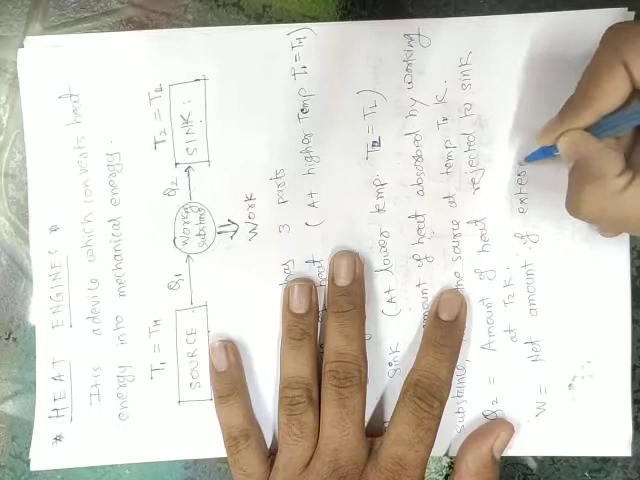 * HEAT ENGINES *
It is a device which converts heat
energy into mechanical energy.
T1 = TH T2 = TL
SOURCE: Q1 Working substance Q2 SINK:
Work
has 3 parts
heat (At higher Temp T1 = TH)
Sink (At lower temp. T2 = TL)
amount of heat absorbed by working
substance, the source at temp T1 K.
Q2 = Amount of heat rejected to sink
at T2 K.
W = Net amount if exter